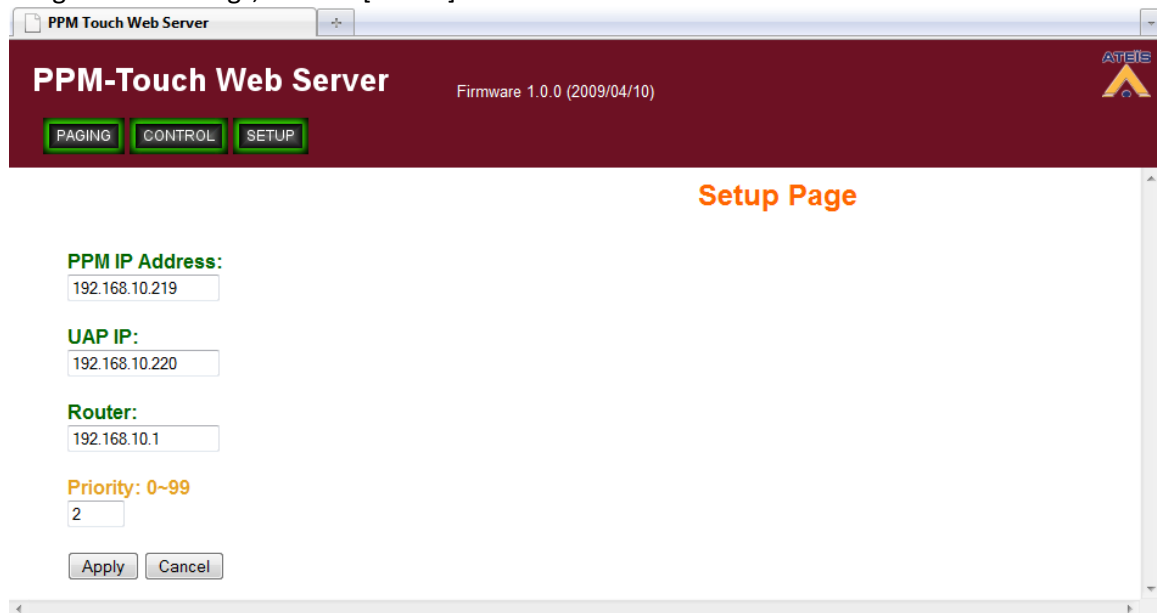 PPM Touch Web Server
PPM-Touch Web Server
Firmware 1.0.0 (2009/04/10)
ATEÏS
PAGING CONTROL SETUP
Setup Page
PPM IP Address:
192.168.10.219
UAP IP:
192.168.10.220
Router:
192.168.10.1
Priority: 0~99
2
Apply Cancel